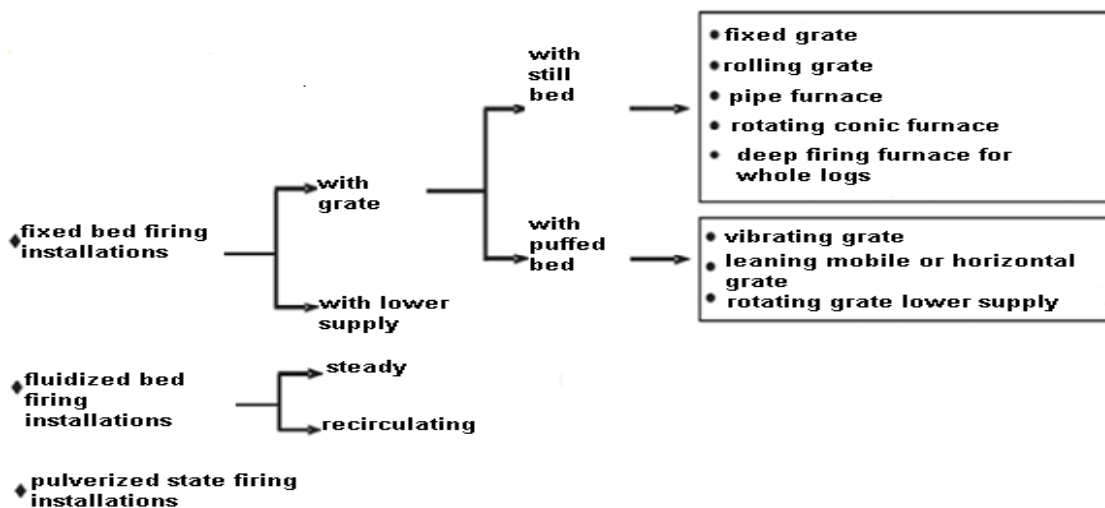 with
still
bed
fixed grate
rolling grate
pipe furnace
rotating conic furnace
deep firing furnace for
whole logs
with
grate
fixed bed firing
installations
with
puffed
bed
vibrating grate
leaning mobile or horizontal
grate
rotating grate lower supply
with lower
supply
fluidized bed
firing
installations
steady
recirculating
pulverized state firing
installations